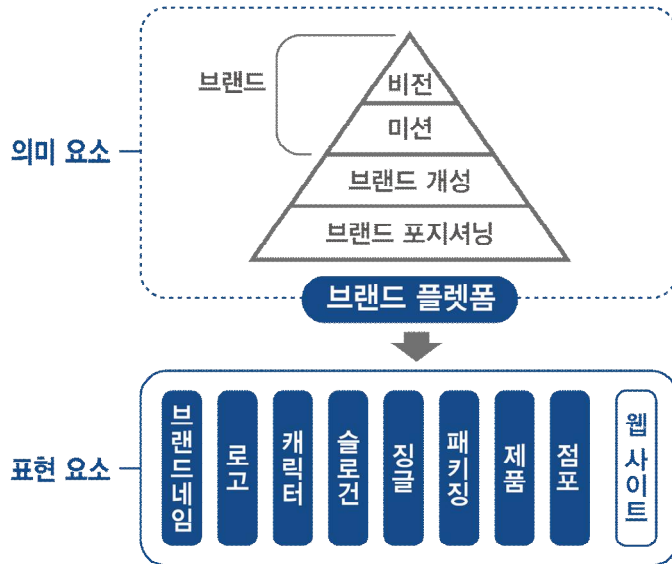 비전
브랜드
미션
의미 요소
브랜드 개성
브랜드 포지셔닝
브랜드 플렛폼
표현 요소
브랜드네임
로고
캐릭터
슬로건
징글
패키징
제품
점포
웹 사이트